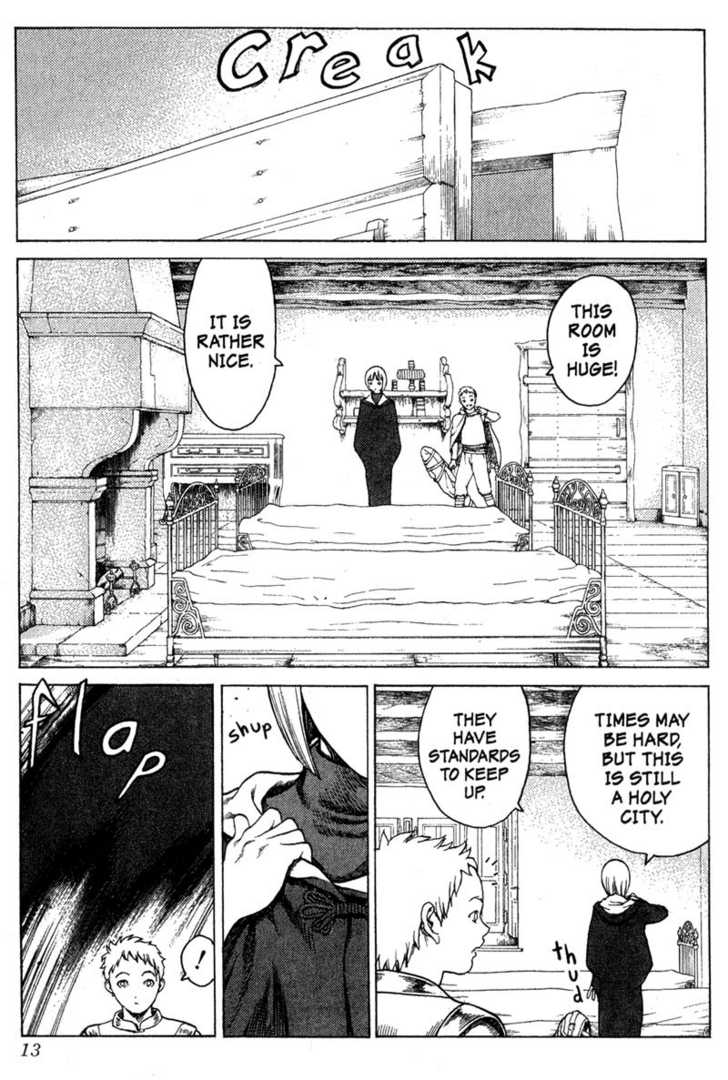 Creak
THIS
ROOM
IS
HUGE!
IT IS
RATHER
NICE.
TIMES MAY
BE HARD,
BUT THIS
IS STILL
A HOLY
CITY.
THEY
HAVE
STANDARDS
TO KEEP
UP.
thud
shup
flap
!
13